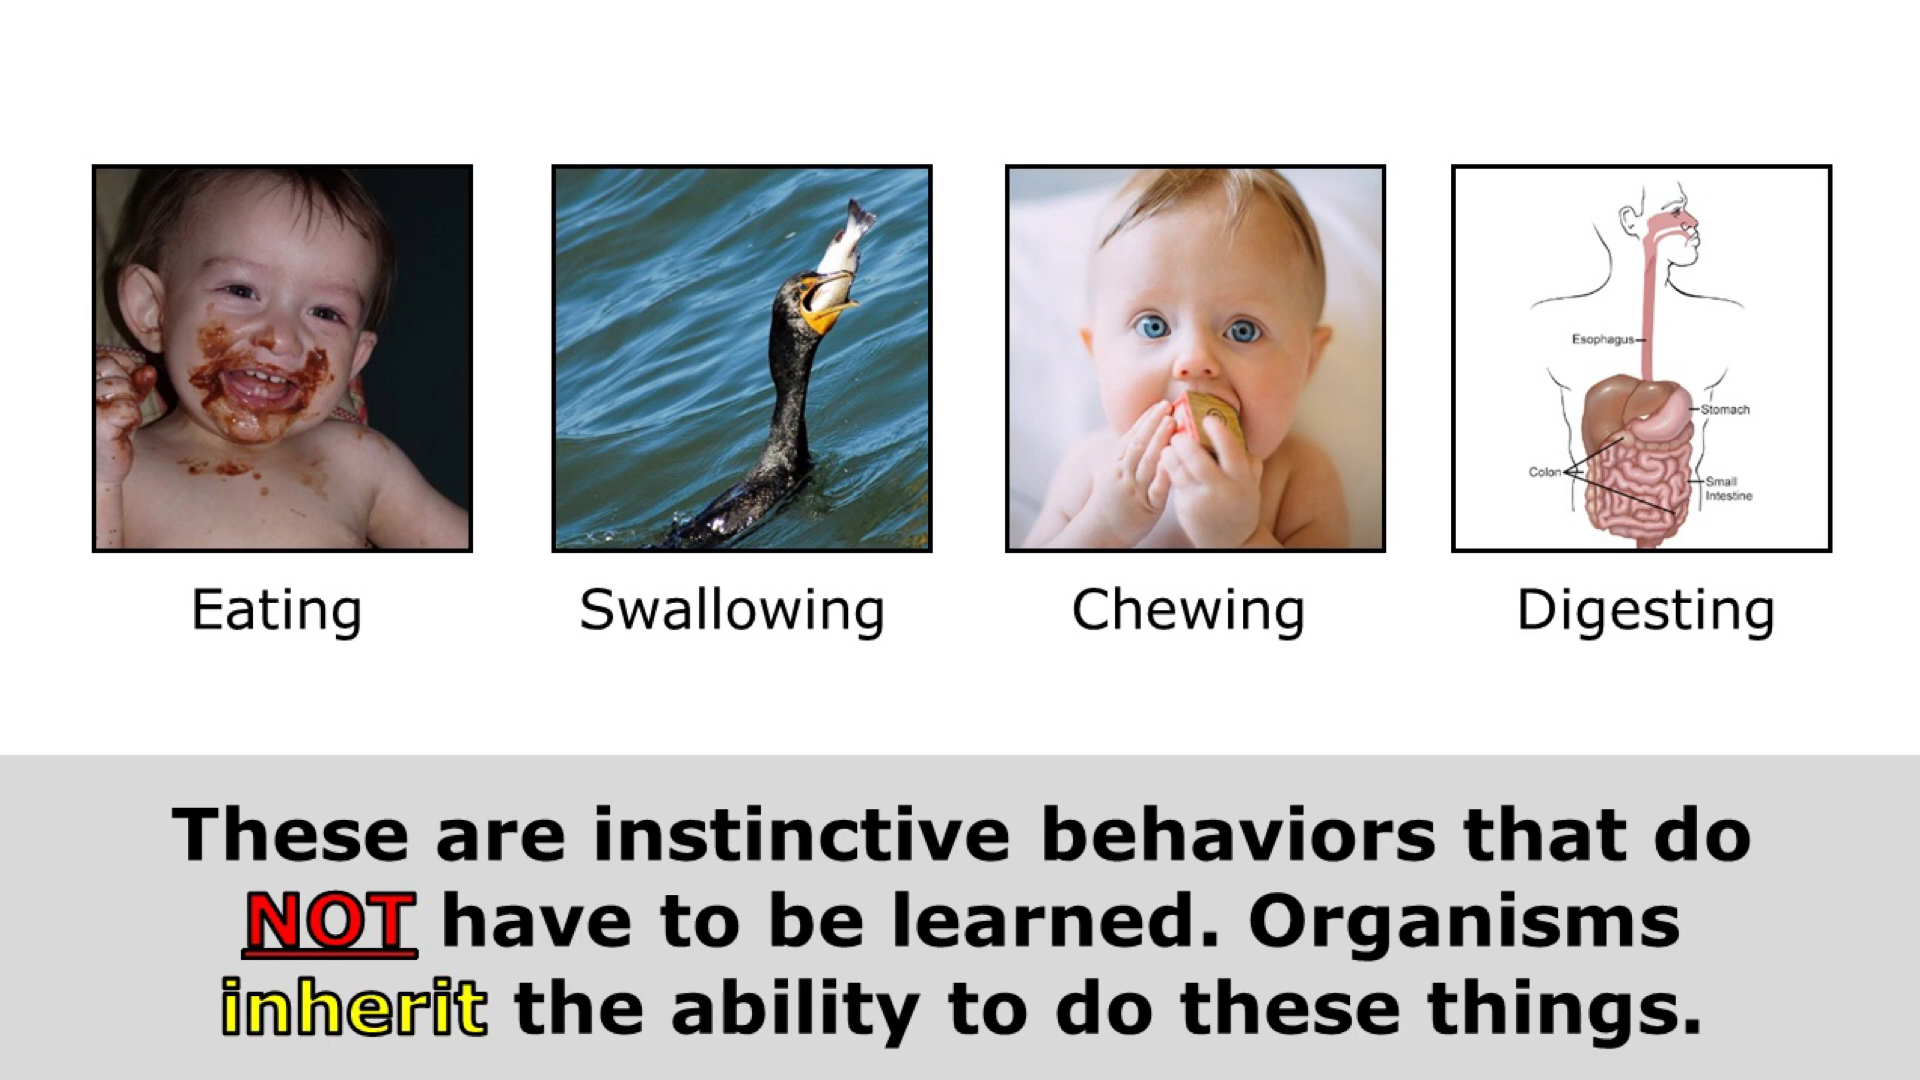 Esophagus
Stomach
Colon
Small
Intestine
Eating
Swallowing
Chewing
Digesting
These are instinctive behaviors that do
NOT have to be learned. Organisms
inherit the ability to do these things.